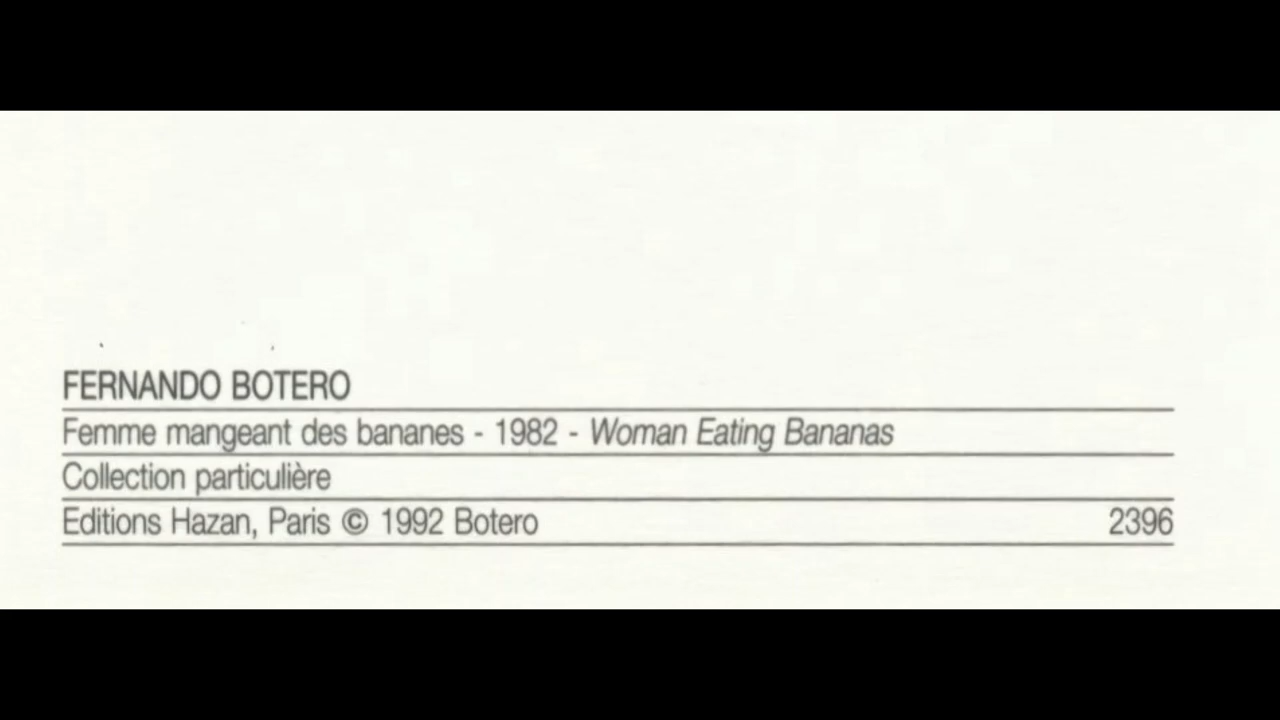 FERNANDO BOTERO
Femme mangeant des bananes - 1982 - Woman Eating Bananas
Collection particulière
Editions Hazan, Paris © 1992 Botero 2396